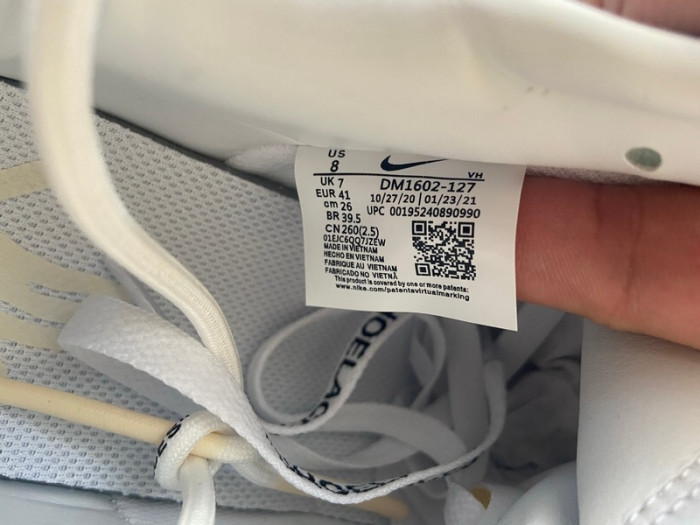 US
8
VH
UK 7
DM1602-127
EUR 41
10/27/20 | 01/23/21
cm 26
UPC 00195240890990
BR 39.5
CN 260(2.5)
01EJC6QQ7JZEW
MADE IN VIETNAM
HECHO EN VIETNAM
FABRIQUE AU VIETNAM
FABRICADO NO VIETNÃ
This product is covered by one or more patents:
www.nike.com/patentsvirtualmarking